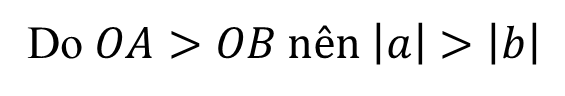 Do OA > OB nên |a| > |b|